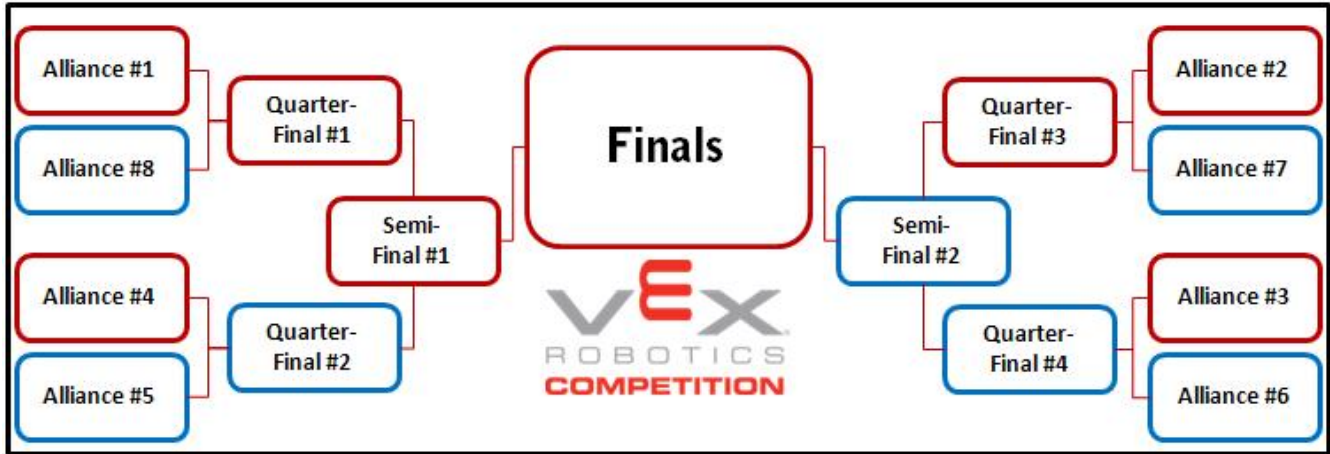 Alliance #1
Alliance #8
Quarter-
Final #1
Alliance #4
Alliance #5
Quarter-
Final #2
Semi-
Final #1
Finals
VEX
ROBOTICS
COMPETITION
Semi-
Final #2
Quarter-
Final #3
Alliance #2
Alliance #7
Quarter-
Final #4
Alliance #3
Alliance #6